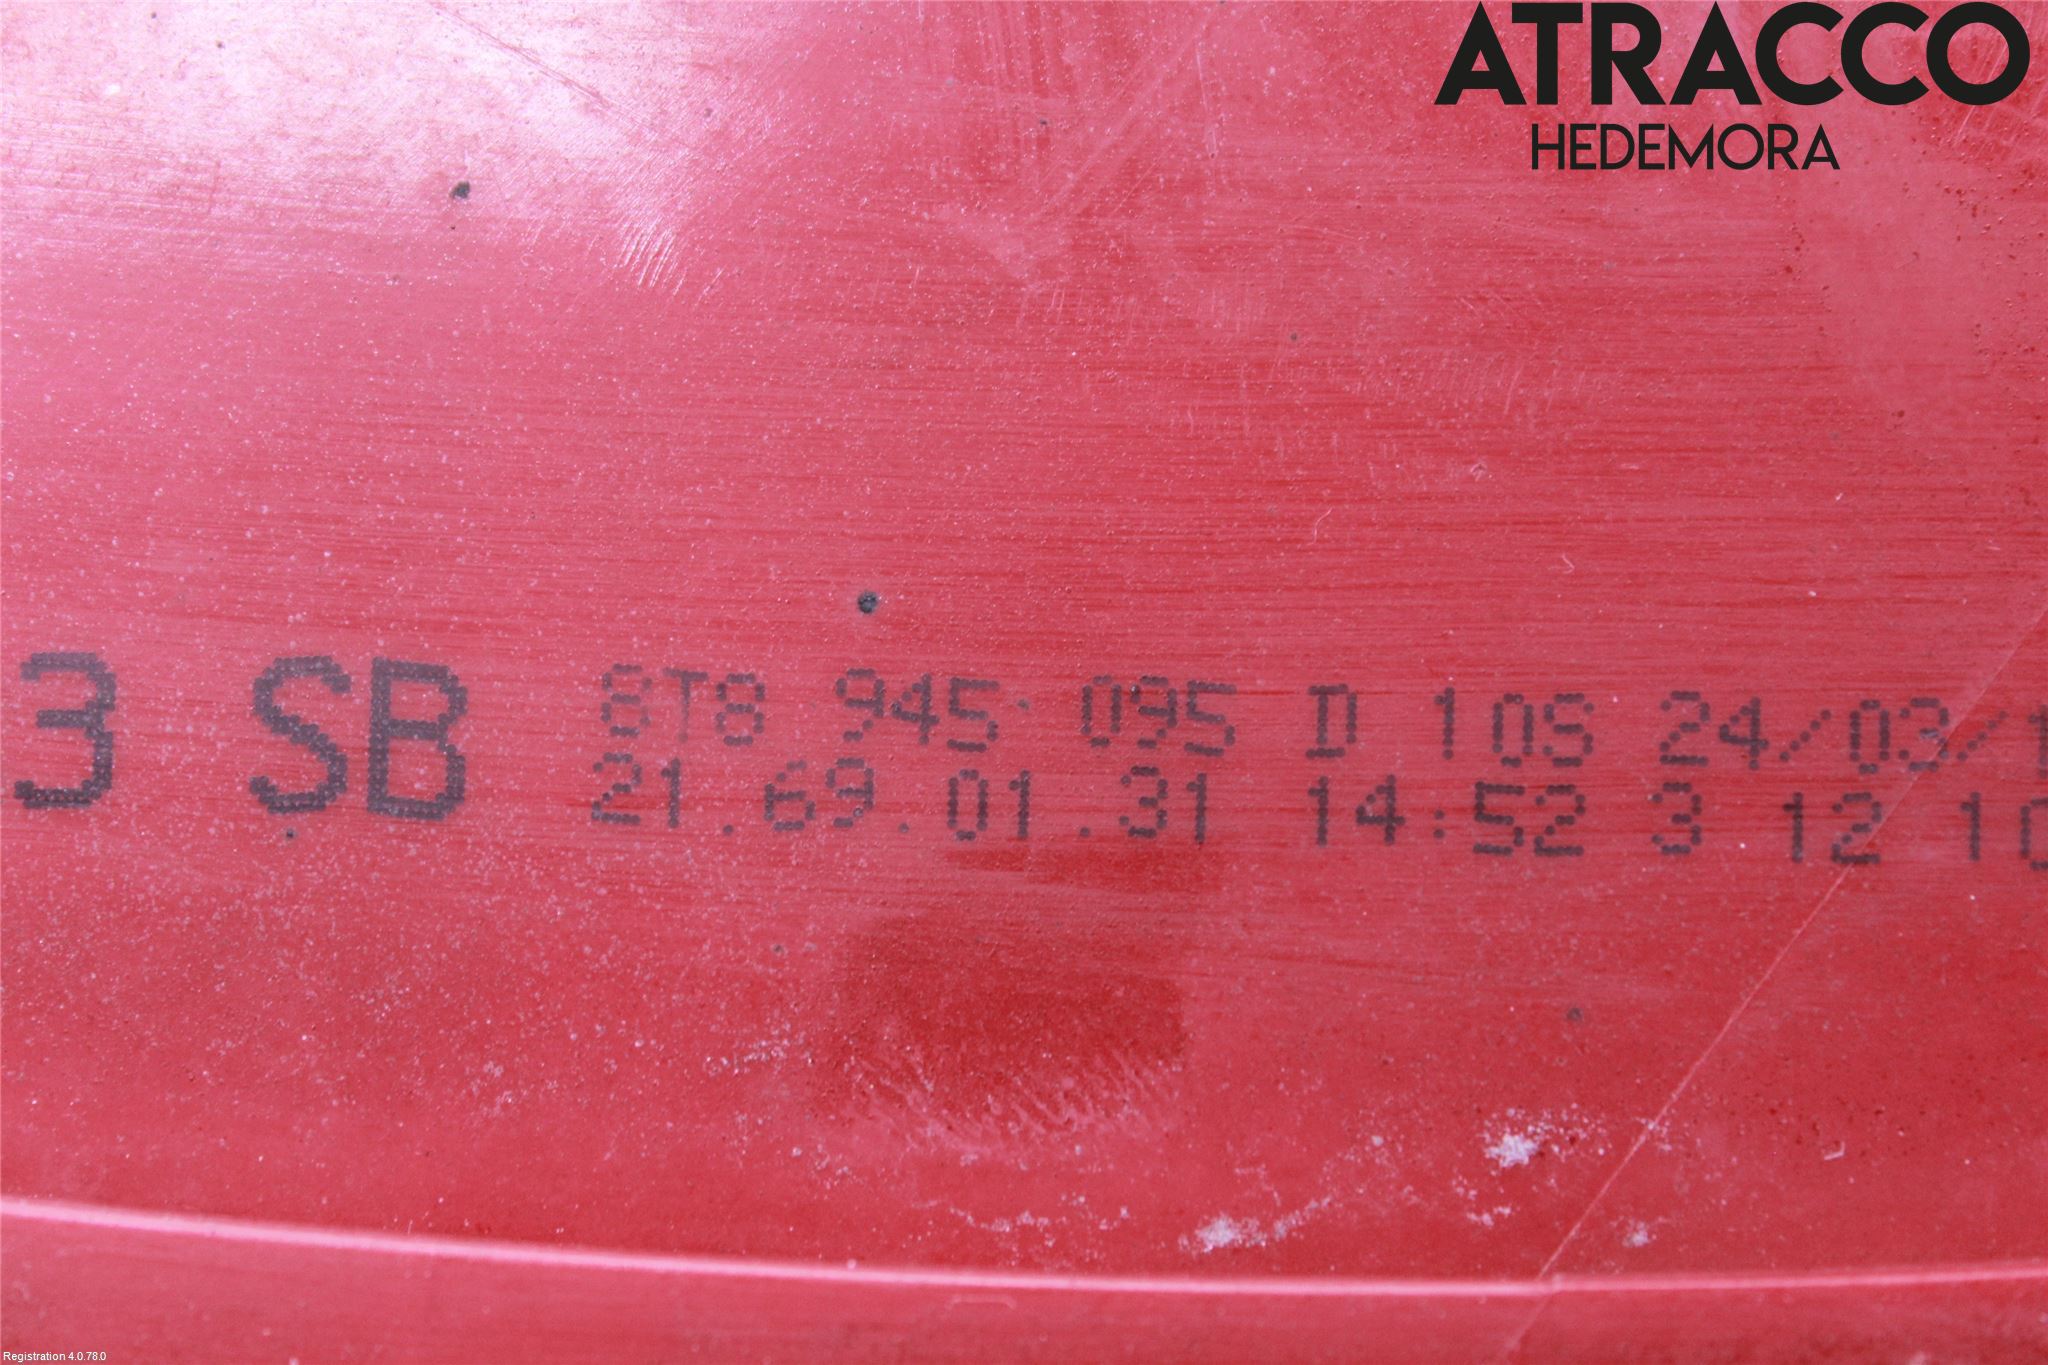 ATRACCO
HEDEMORA
3 SB
8T8 945 095 D 10S 24/03/1
21.69.01.31 14:52 3 12 10
Registration 4.0.78.0